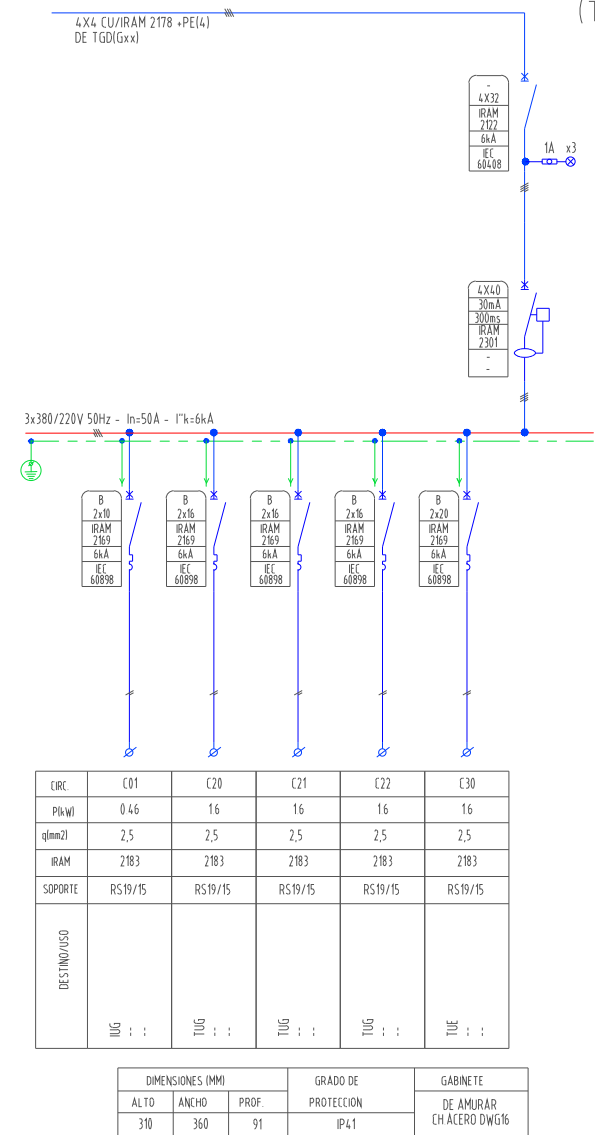 (T
4X4 CU/IRAM 2178 +PE(4)
DE TGD(Gxx)
-
4X32
IRAM
2122
6kA
IEC
60408
1A x3
4X40
30mA
300ms
IRAM
2301
-
-
3x380/220V 50Hz - In=50A - I"k=6kA
B
2x10
IRAM
2169
6kA
IEC
60898
B
2x16
IRAM
2169
6kA
IEC
60898
B
2x16
IRAM
2169
6kA
IEC
60898
B
2x16
IRAM
2169
6kA
IEC
60898
B
2x20
IRAM
2169
6kA
IEC
60898
CIRC. C01 C20 C21 C22 C30
P(kW) 0.46 1.6 1.6 1.6 1.6
q(mm2) 2,5 2,5 2,5 2,5 2,5
IRAM 2183 2183 2183 2183 2183
SOPORTE RS19/15 RS19/15 RS19/15 RS19/15 RS19/15
DESTINO/USO
IUG - - -
TUG - - -
TUG - - -
TUG - - -
TUE - - -
DIMENSIONES (MM) GRADO DE GABINETE
ALTO ANCHO PROF. PROTECCION DE AMURAR
310 360 91 IP41 CH ACERO DWG16